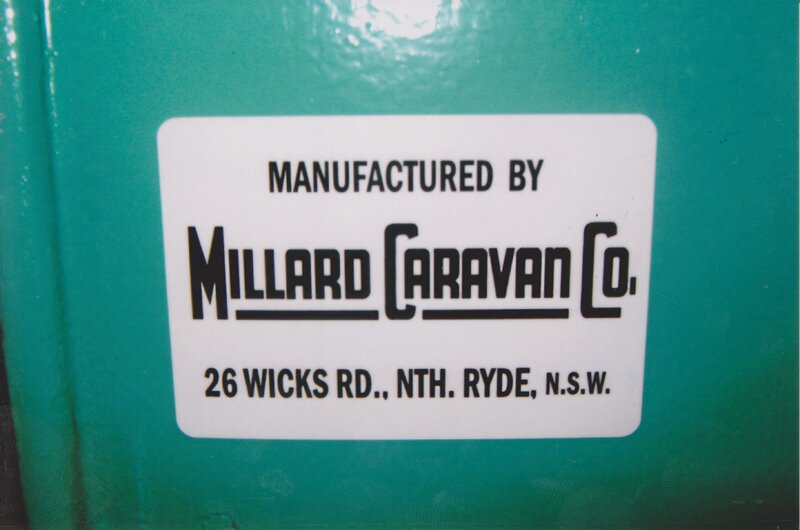 MANUFACTURED BY
MILLARD CARAVAN CO.
26 WICKS RD., NTH. RYDE, N.S.W.